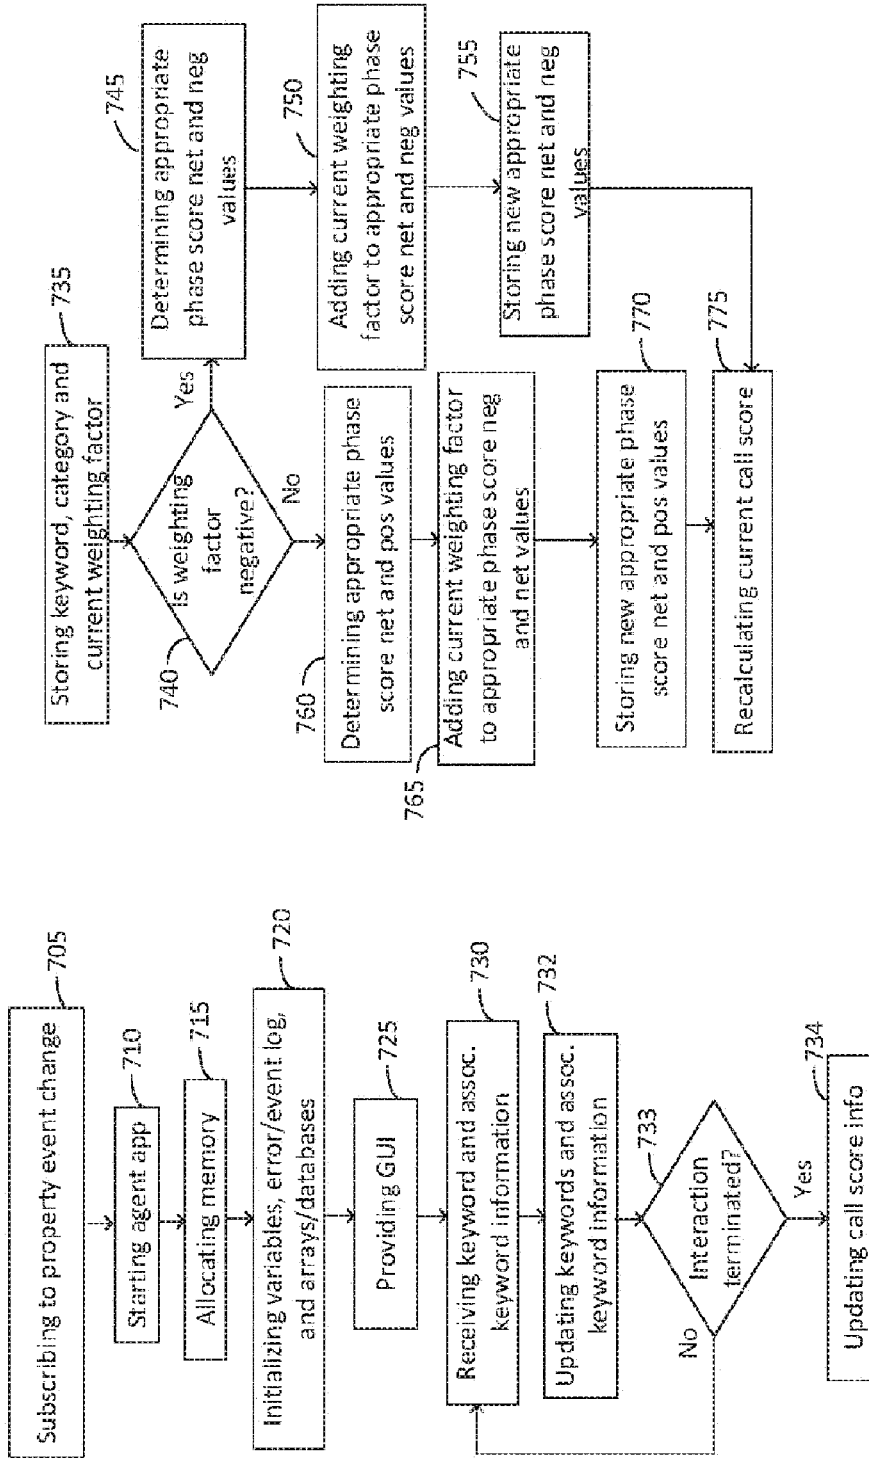 705
Subscribing to property event change
710
Starting agent app
715
Allocating memory
720
Initializing variables, error/event log,
and arrays/databases
725
Providing GUI
730
Receiving keyword and assoc.
keyword information
732
Updating keywords and assoc.
keyword information
733
Interaction
terminated?
No
Yes
734
Updating call score info
735
Storing keyword, category and
current weighting factor
740
Is weighting
factor
negative?
Yes
No
745
Determining appropriate
phase score net and neg
values
750
Adding current weighting
factor to appropriate phase
score net and neg values
755
Storing new appropriate
phase score net and neg
values
760
Determining appropriate phase
score net and pos values
765
Adding current weighting factor
to appropriate phase score neg
and net values
770
Storing new appropriate phase
score net and pos values
775
Recalculating current call score